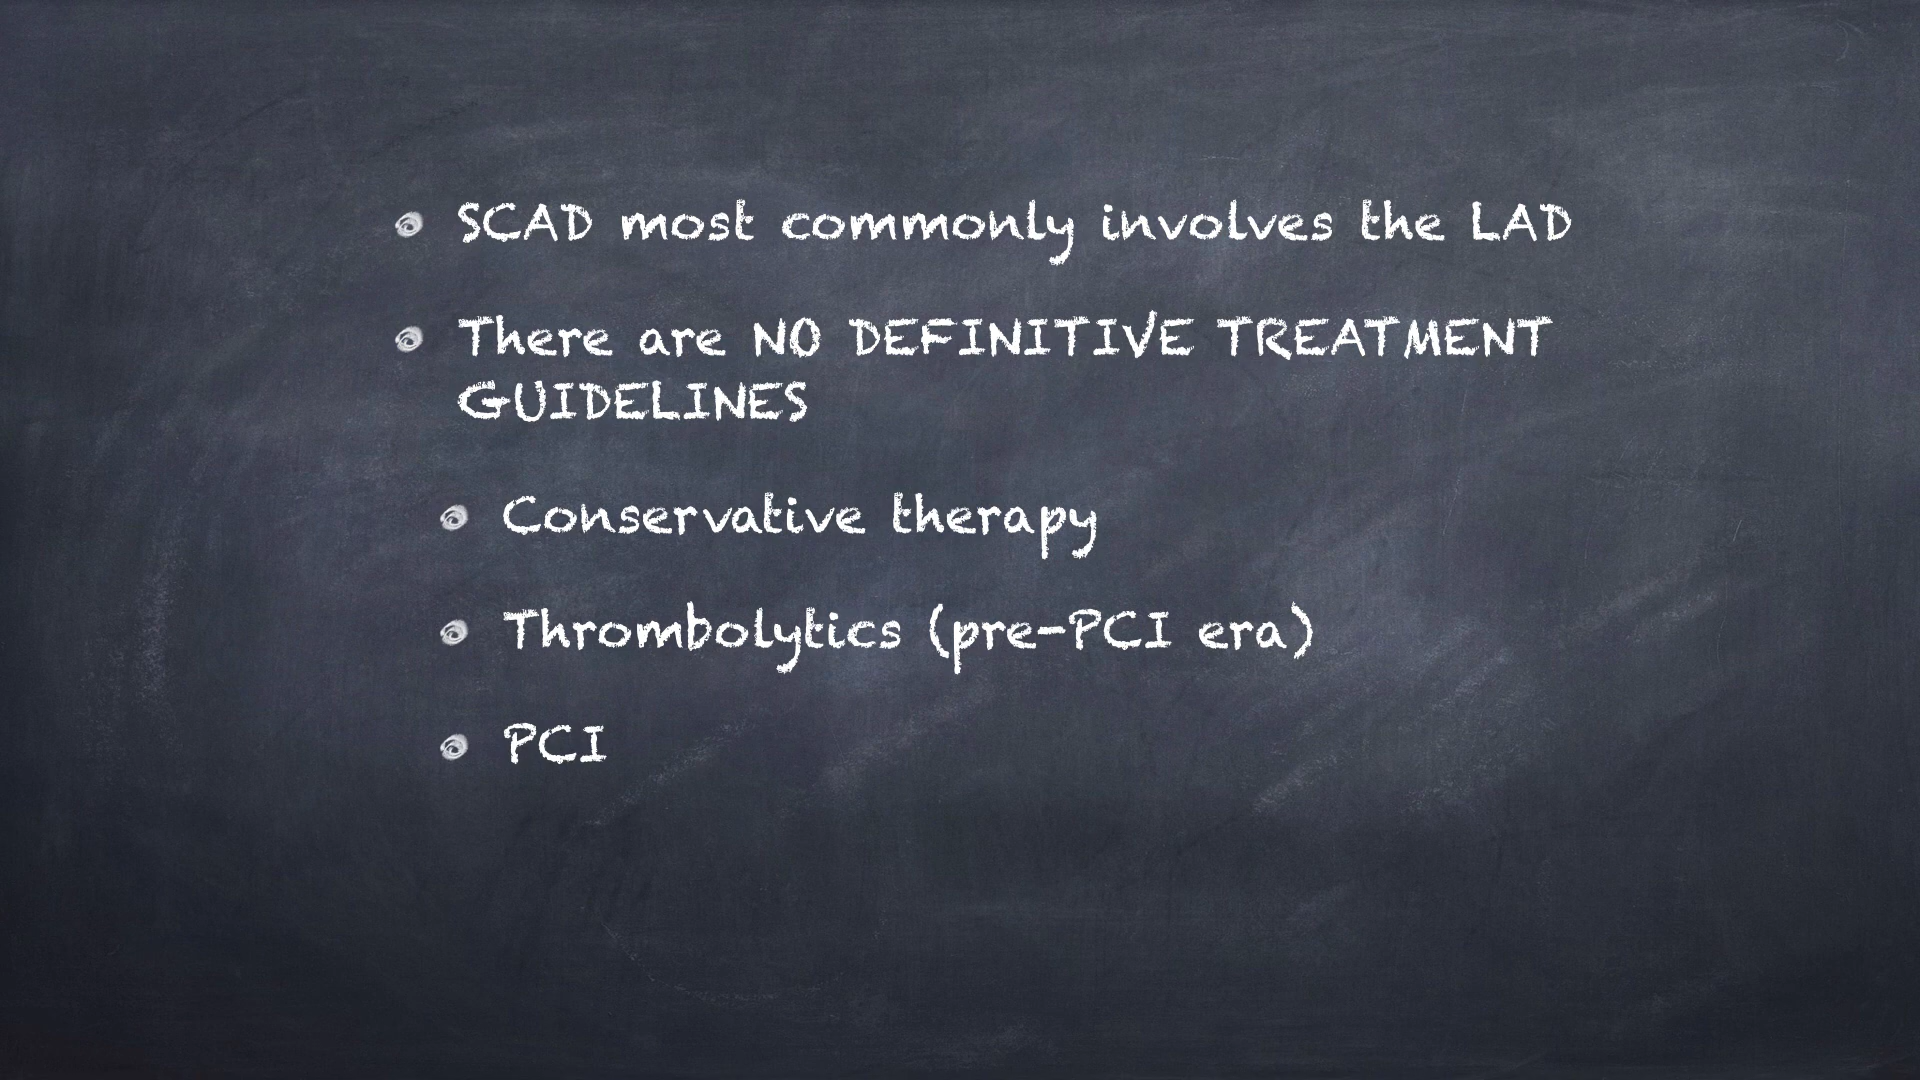 SCAD most commonly involves the LAD
There are NO DEFINITIVE TREATMENT
GUIDELINES
Conservative therapy
Thrombolytics (pre-PCI era)
PCI